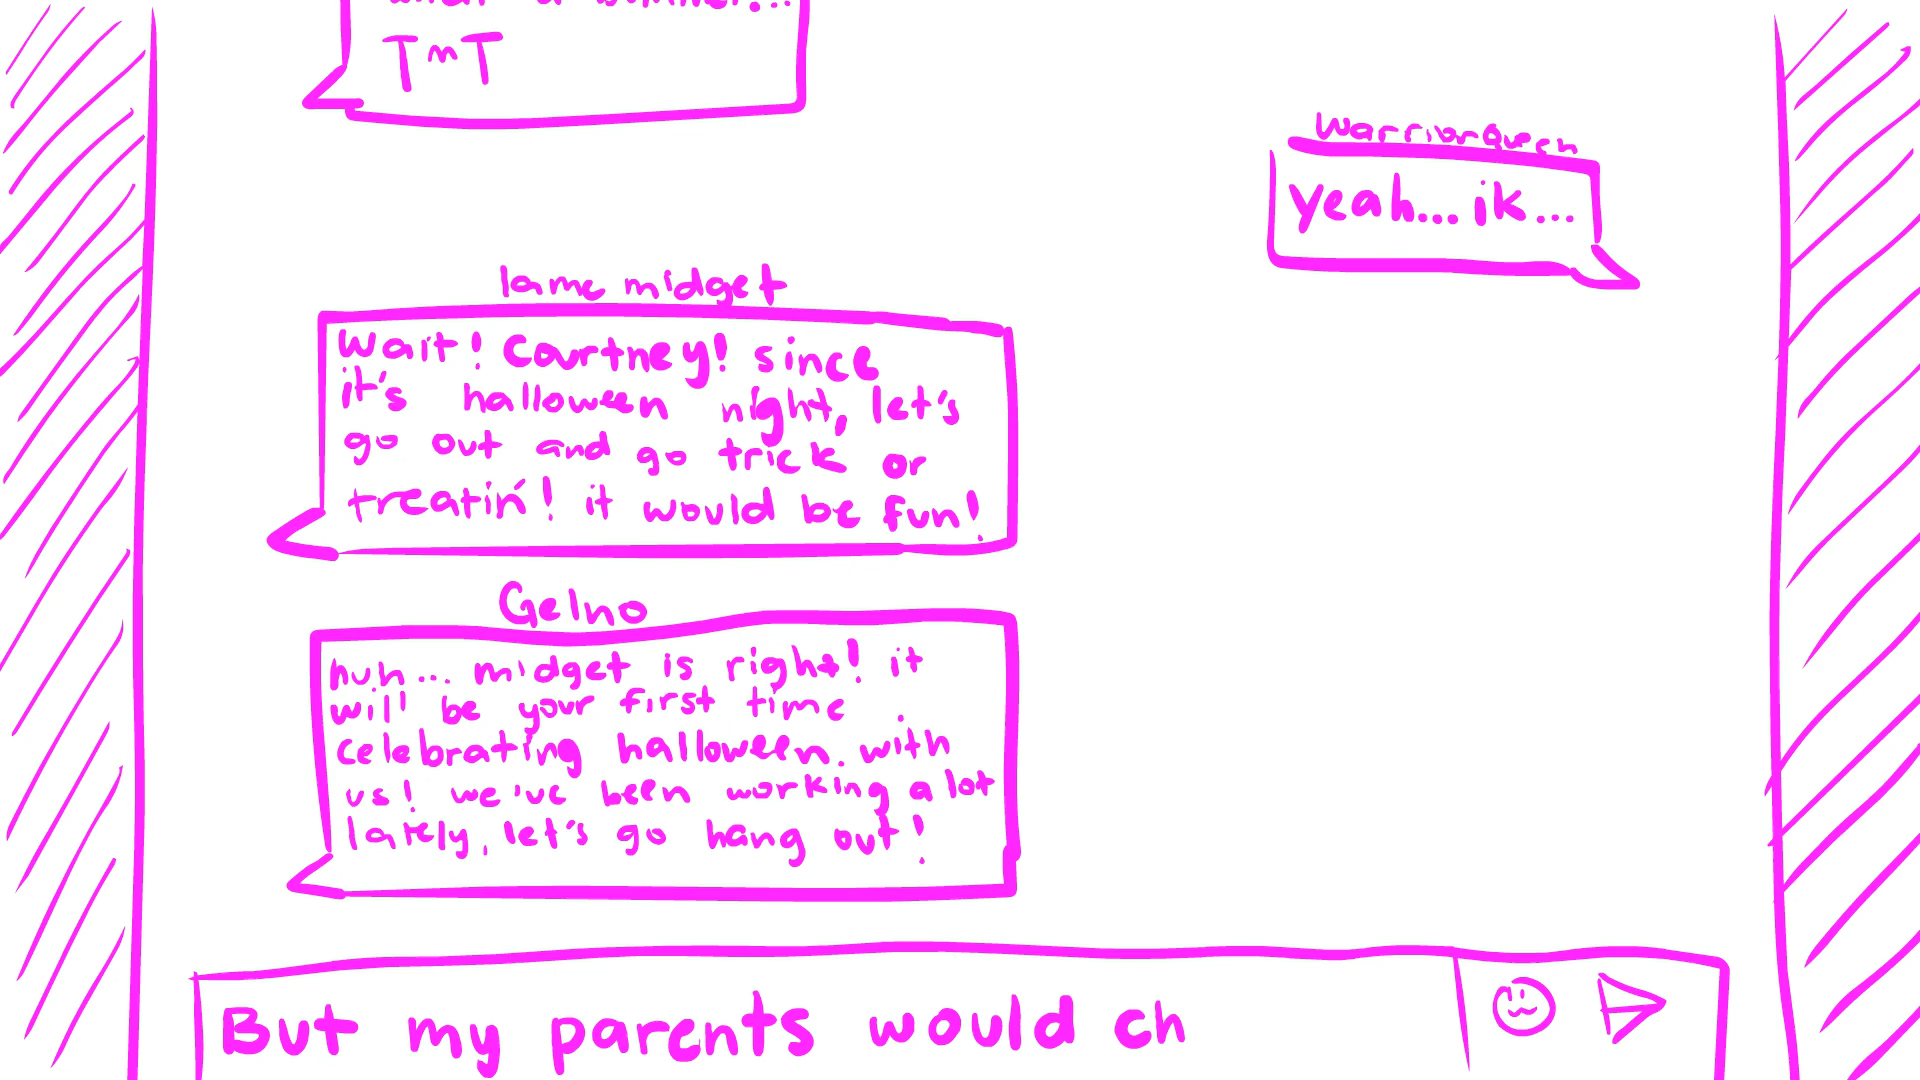 TmT
WarriorQueen
yeah... ik...
lame midget
Wait! Courtney! since
it's halloween night, let's
go out and go trick or
treatin'! it would be fun!
Gelno
huh... midget is right! it
will be your first time
celebrating halloween with
us! we've been working a lot
lately, let's go hang out!
But my parents would ch